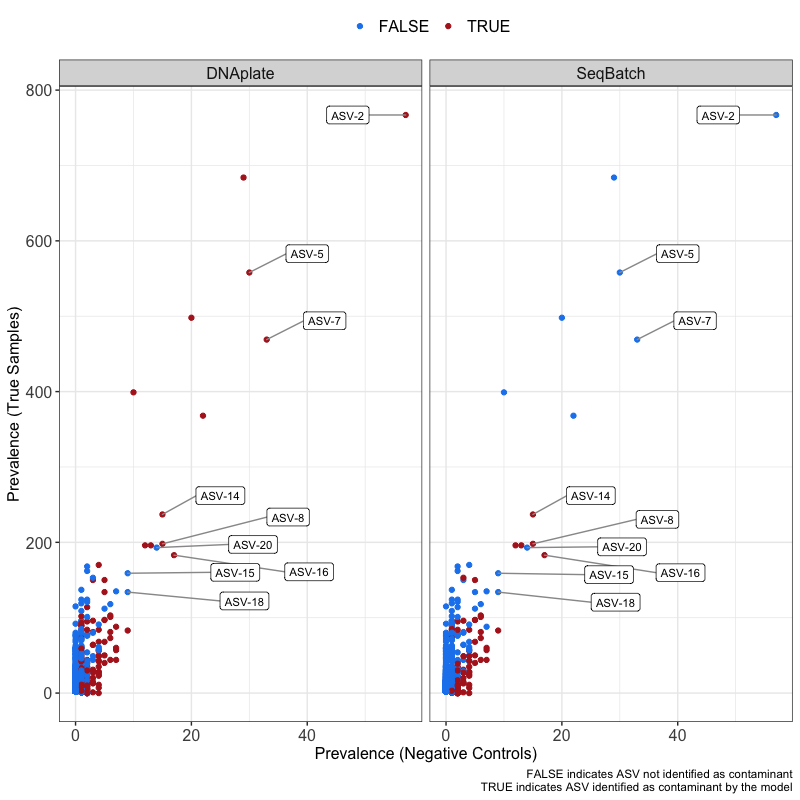 FALSE TRUE
DNAplate SeqBatch
Prevalence (True Samples)
800
600
400
200
0
ASV-2
ASV-5
ASV-7
ASV-14
ASV-8
ASV-20
ASV-15
ASV-16
ASV-18
ASV-2
ASV-5
ASV-7
ASV-14
ASV-8
ASV-20
ASV-15
ASV-16
ASV-18
0 20 40 0 20 40
Prevalence (Negative Controls)
FALSE indicates ASV not identified as contaminant
TRUE indicates ASV identified as contaminant by the model